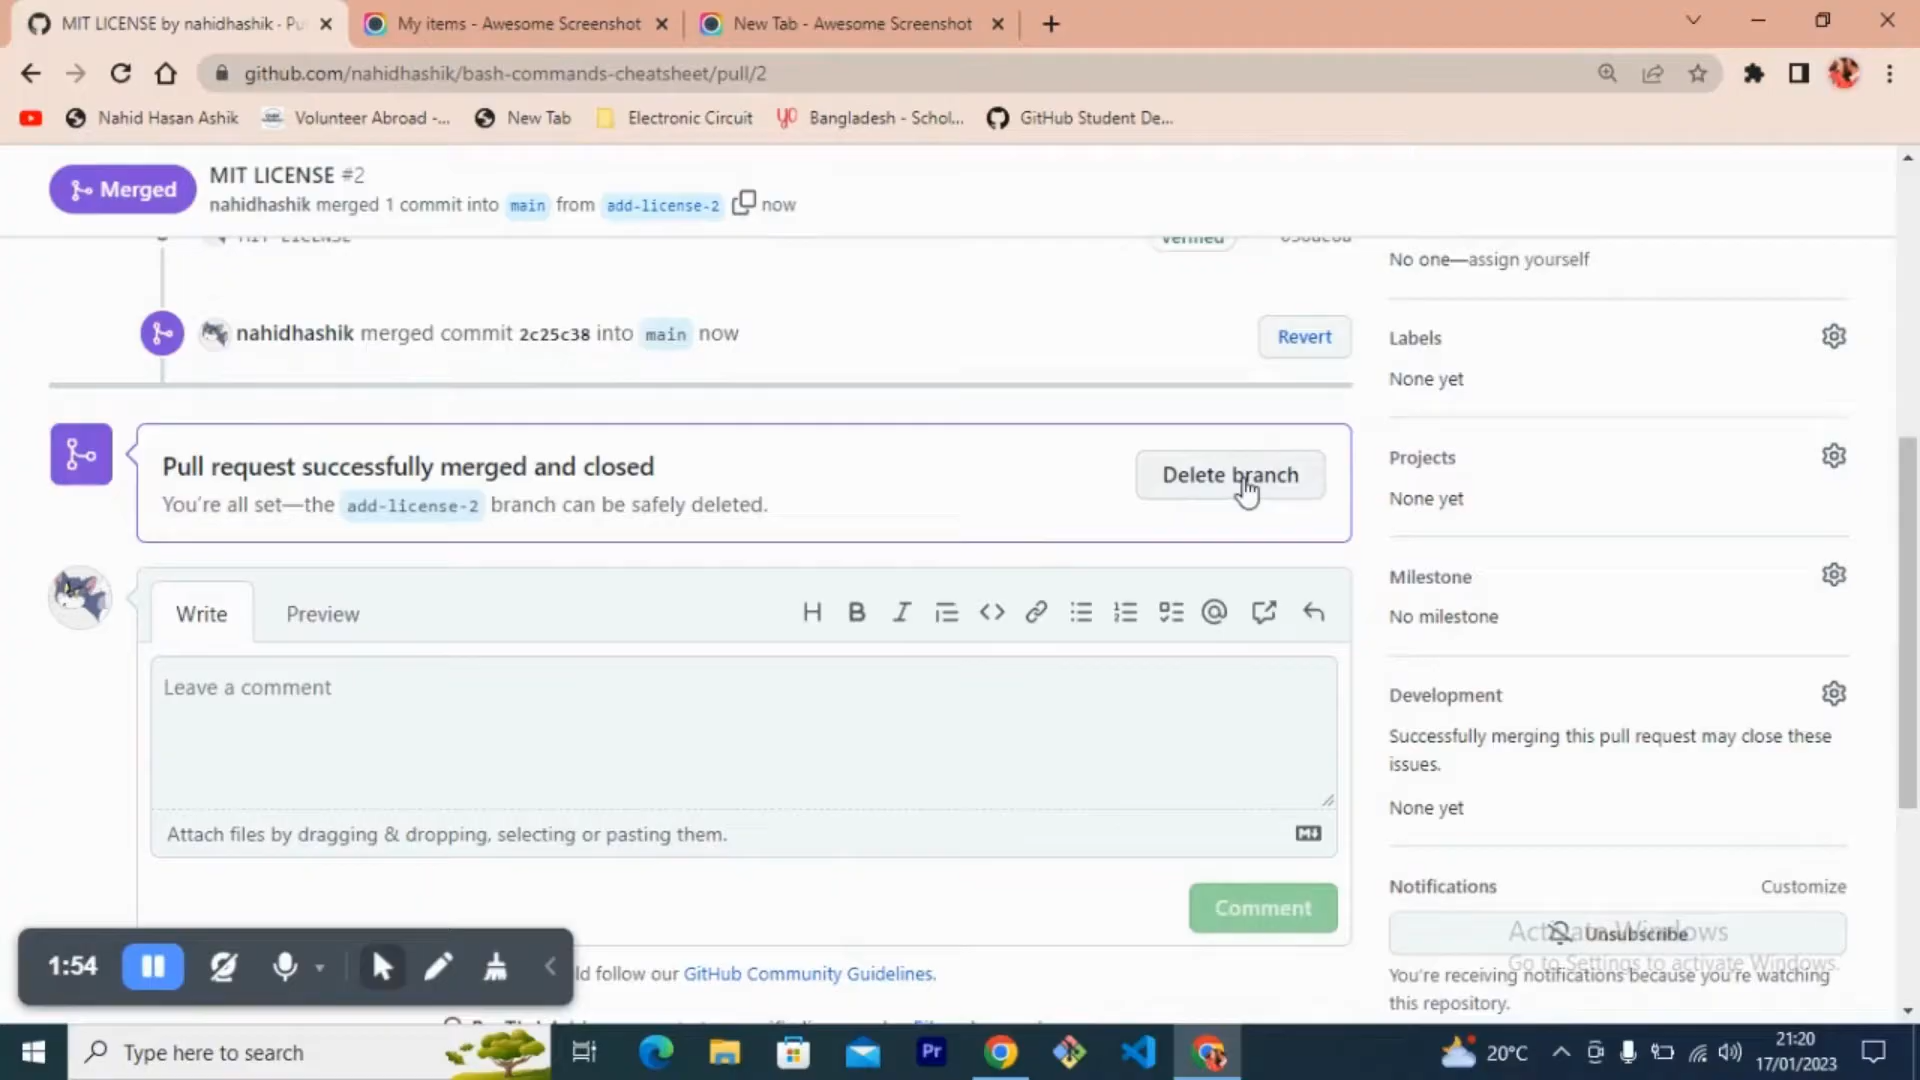 MIT LICENSE by nahidhashik · Pu
My items - Awesome Screenshot
New Tab - Awesome Screenshot
github.com/nahidhashik/bash-commands-cheatsheet/pull/2
Nahid Hasan Ashik
Volunteer Abroad -...
New Tab
Electronic Circuit
Bangladesh - Schol...
GitHub Student De...
Merged
MIT LICENSE #2
nahidhashik merged 1 commit into main from add-license-2 now
MIT LICENSE
Verified
nahidhashik merged commit 2c25c38 into main now
Revert
Pull request successfully merged and closed
You're all set—the add-license-2 branch can be safely deleted.
Delete branch
Write
Preview
Leave a comment
Attach files by dragging & dropping, selecting or pasting them.
Comment
ld follow our GitHub Community Guidelines.
No one—assign yourself
Labels
None yet
Projects
None yet
Milestone
No milestone
Development
Successfully merging this pull request may close these
issues.
None yet
Notifications
Customize
Unsubscribe
Activate Windows
Go to Settings to activate Windows.
You're receiving notifications because you're watching
this repository.
1:54
Type here to search
Pr
20°C
21:20
17/01/2023